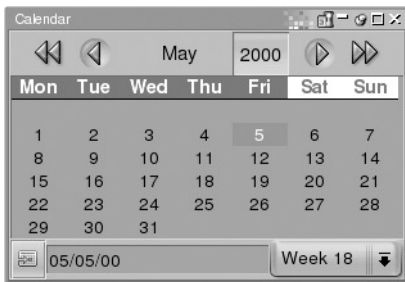 Calendar
May 2000
Mon Tue Wed Thu Fri Sat Sun
1 2 3 4 5 6 7
8 9 10 11 12 13 14
15 16 17 18 19 20 21
22 23 24 25 26 27 28
29 30 31
05/05/00 Week 18